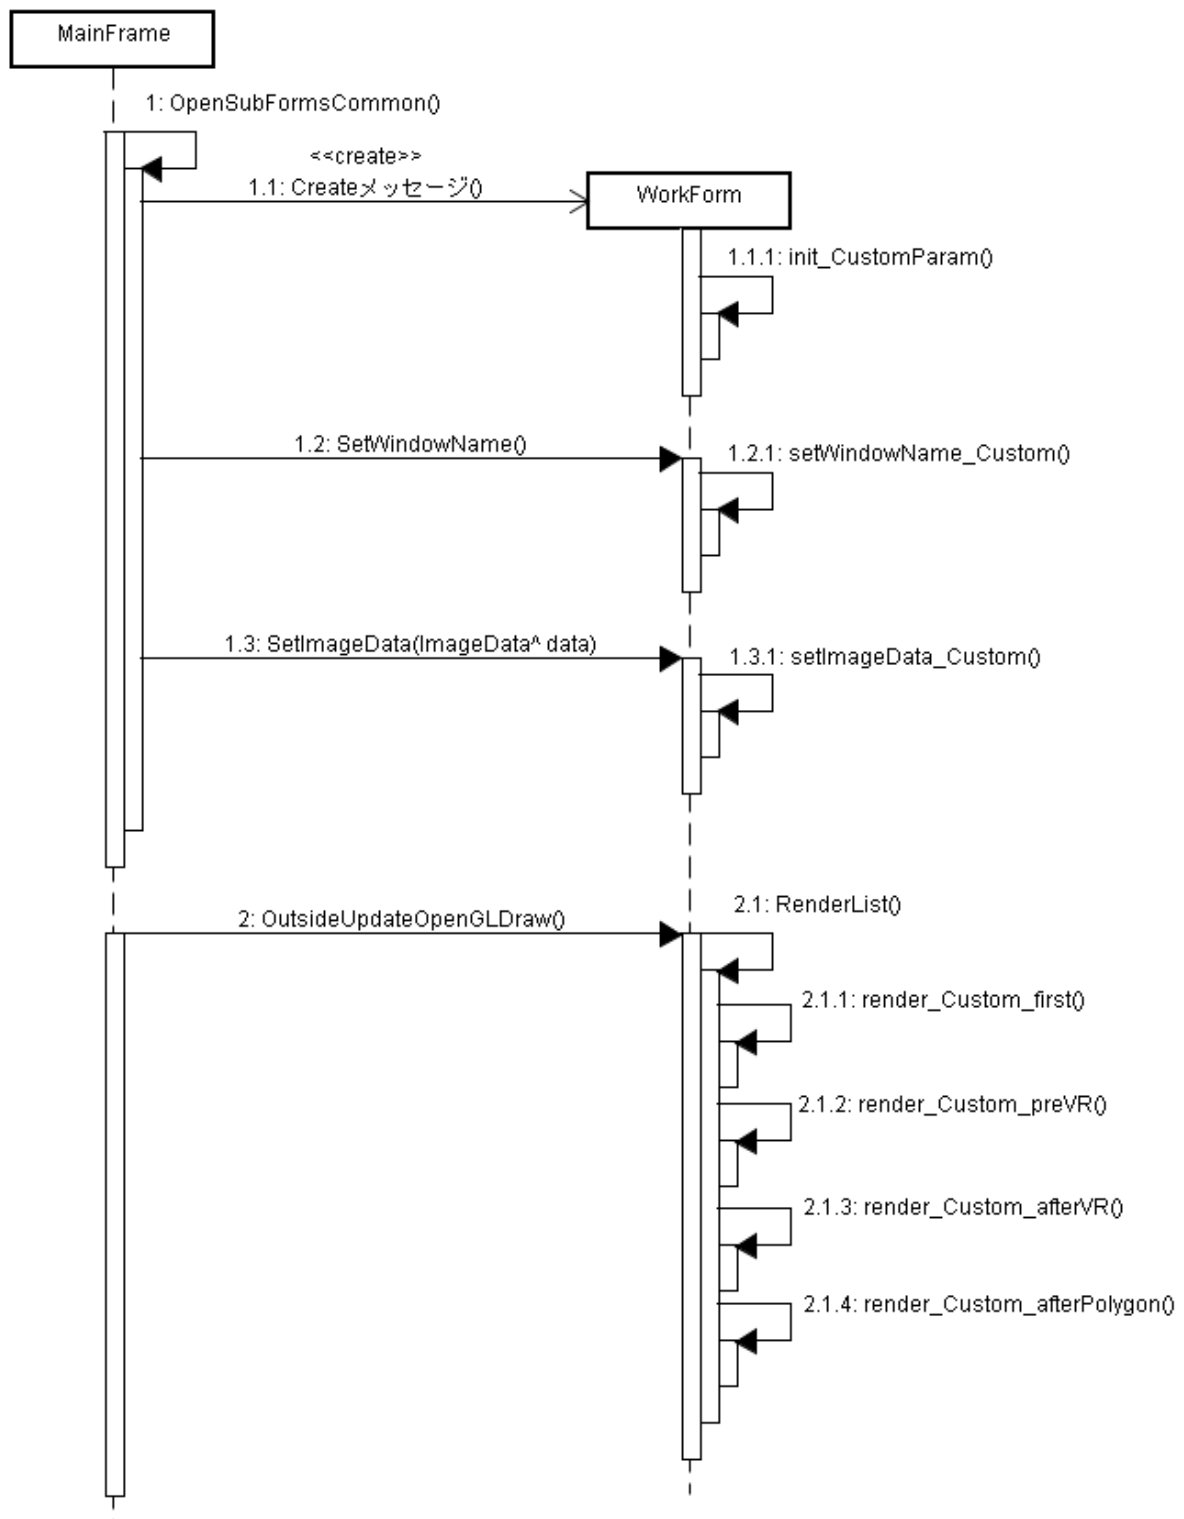 MainFrame
1: OpenSubFormsCommon()
<<create>>
1.1: Createメッセージ()
WorkForm
1.1.1: init_CustomParam()
1.2: SetWindowName()
1.2.1: setWindowName_Custom()
1.3: SetImageData(ImageData^ data)
1.3.1: setImageData_Custom()
2.1: RenderList()
2: OutsideUpdateOpenGLDraw()
2.1.1: render_Custom_first()
2.1.2: render_Custom_preVR()
2.1.3: render_Custom_afterVR()
2.1.4: render_Custom_afterPolygon()